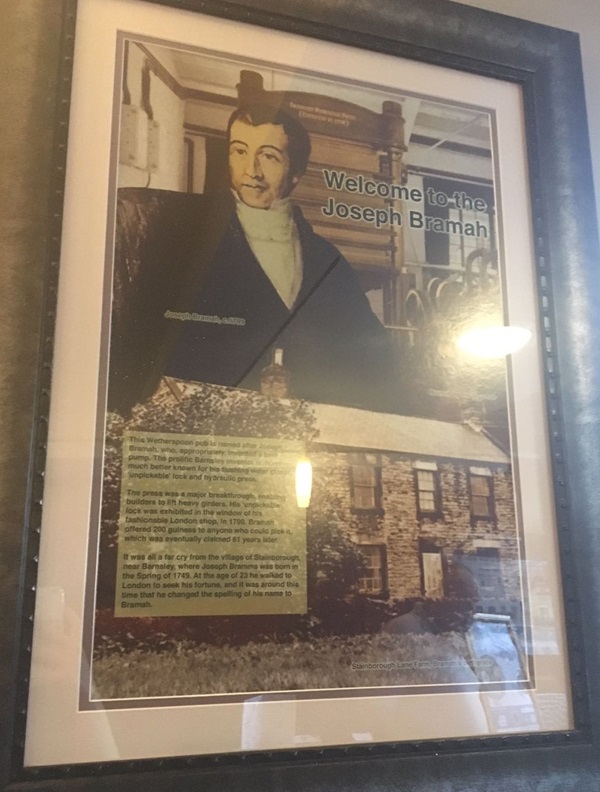 Welcome to the
Joseph Bramah
Joseph Bramah, c.1790
This Wetherspoon pub is named after Joseph
Bramah, who, appropriately, invented a beer
pump. The prolific Barnsley inventor is
much better known for his
'unpickable' lock and hydraulic press.
The press was a major breakthrough, enabling
builders to lift heavy girders. His 'unpickable'
lock was exhibited in the window of his
fashionable London shop. In 1790, Bramah
offered 200 guineas to anyone who could pick it,
which was eventually claimed 61 years later.
It was all a far cry from the village of Stainborough,
near Barnsley, where Joseph Bramma was born in
the Spring of 1749. At the age of 23 he walked to
London to seek his fortune, and it was around this
time that he changed the spelling of his name to
Bramah.
Stainborough Lane Farm,